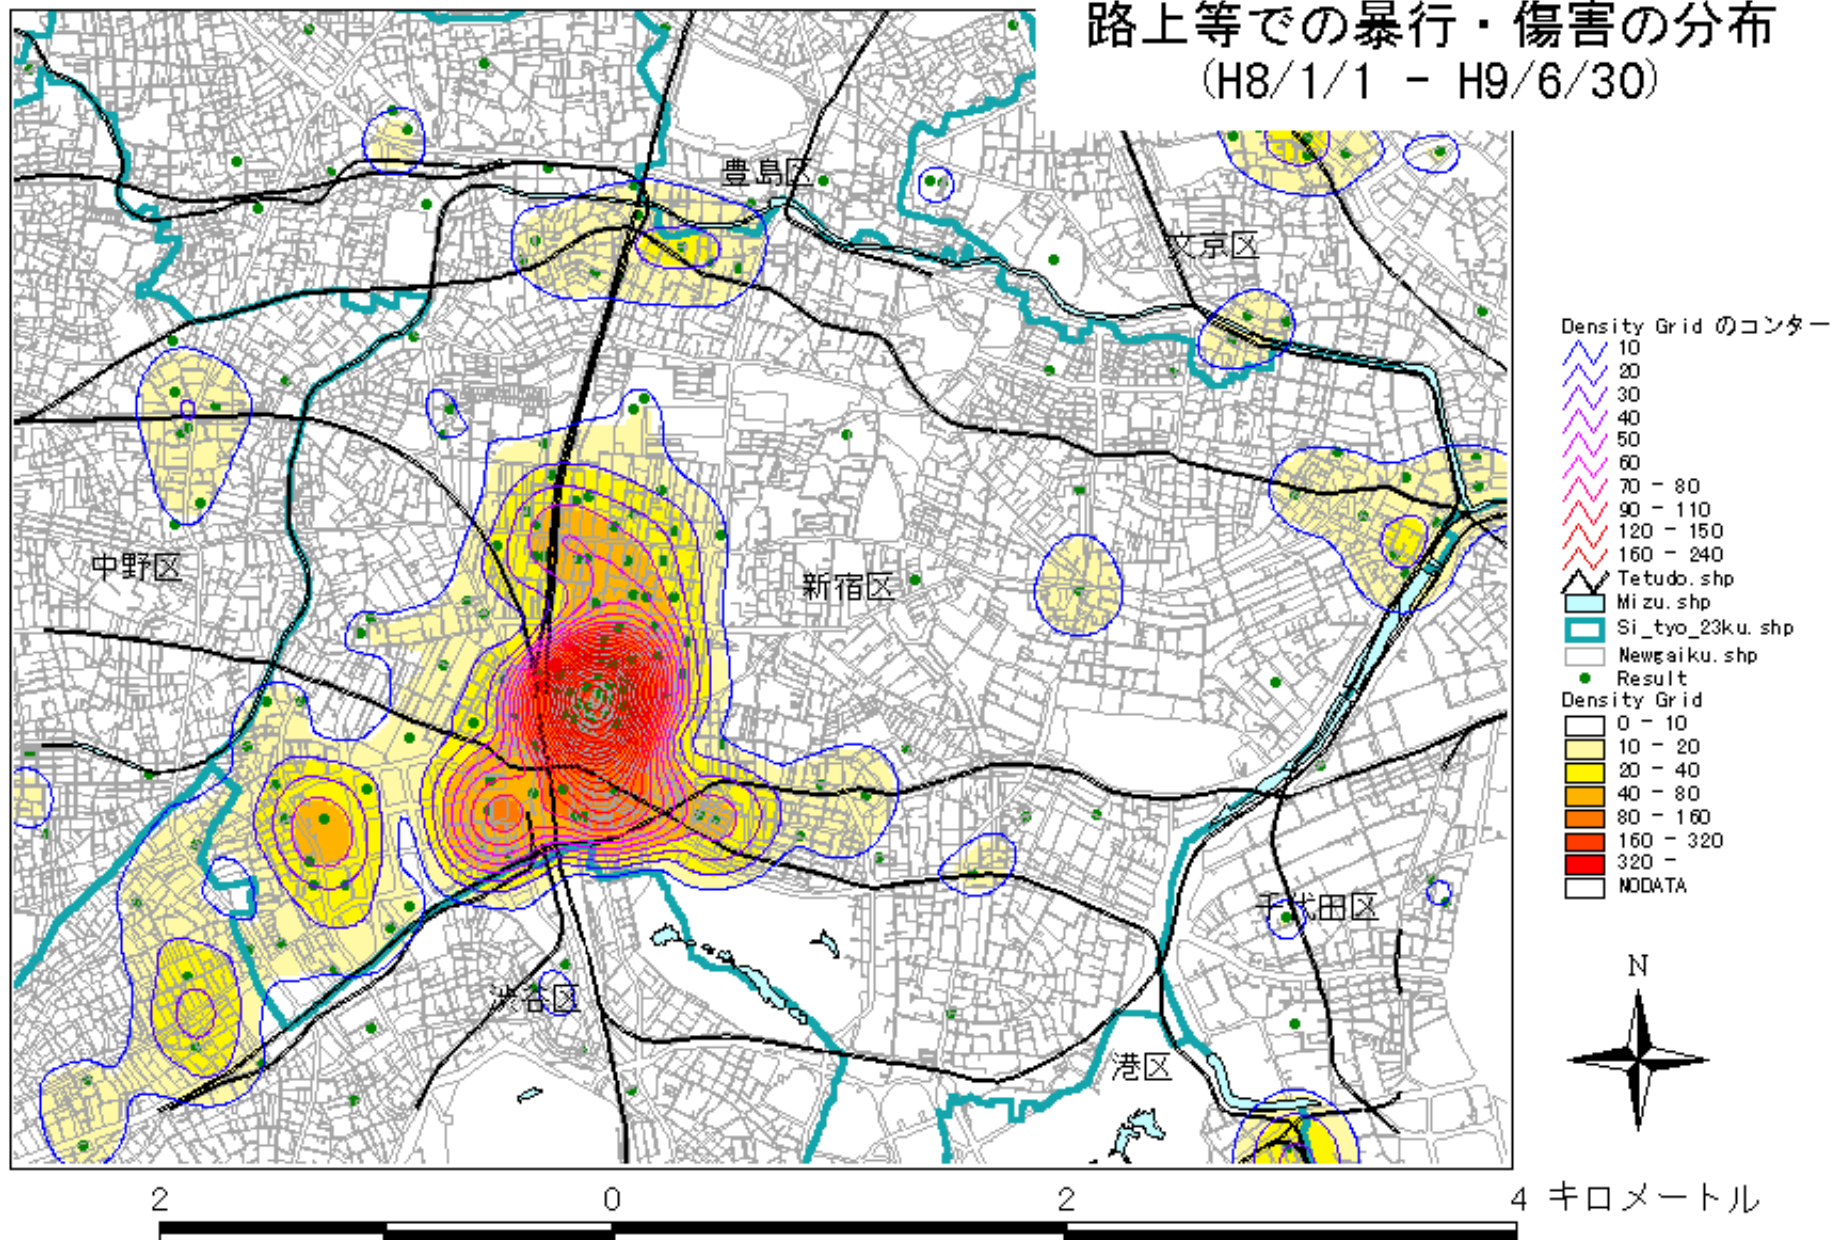 路上等での暴行・傷害の分布
(H8/1/1 - H9/6/30)
豊島区
文京区
中野区
新宿区
千代田区
渋谷区
港区
Density Grid のコンター
10
20
30
40
50
60
70 - 80
90 - 110
120 - 150
160 - 240
Tetudo.shp
Mizu.shp
Si_tyo_23ku.shp
Newgaiku.shp
Result
Density Grid
0 - 10
10 - 20
20 - 40
40 - 80
80 - 160
160 - 320
320 -
NODATA
N
2 0 2 4 キロメートル